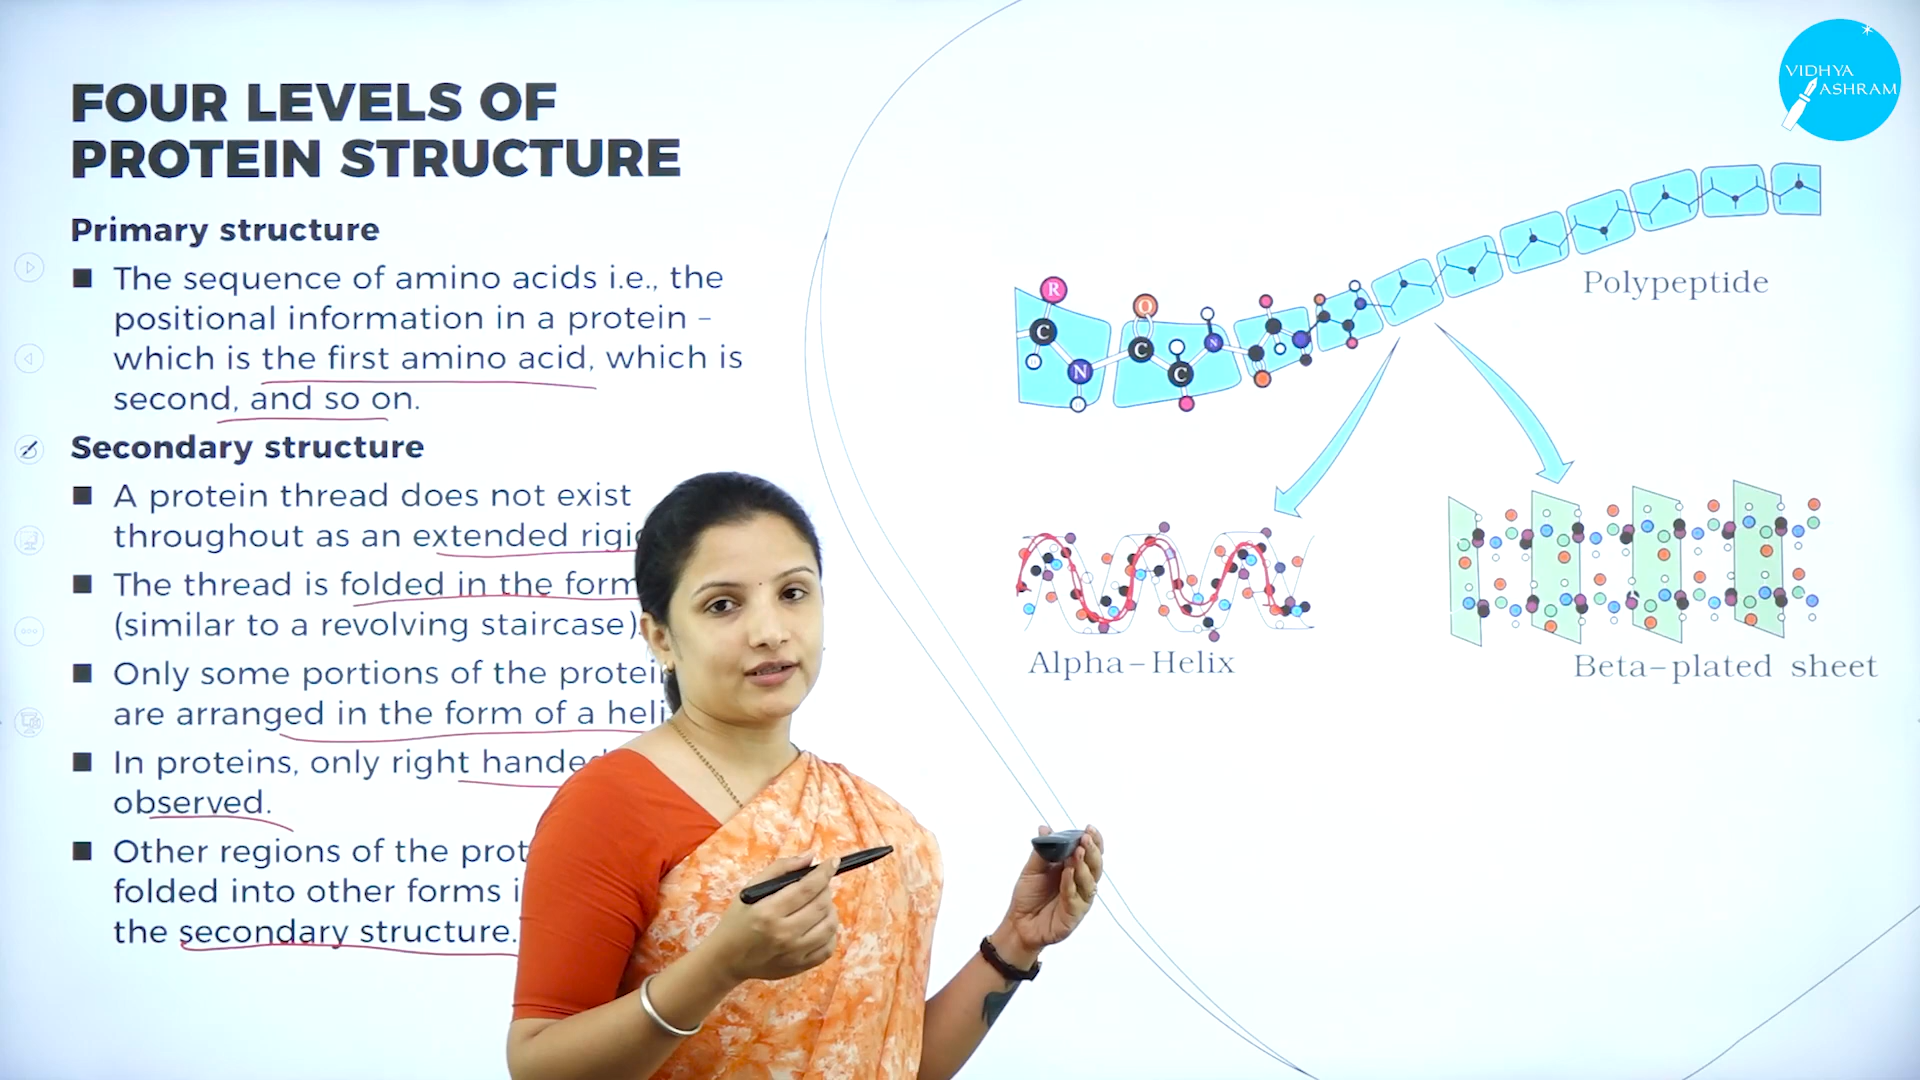 FOUR LEVELS OF
PROTEIN STRUCTURE
Primary structure
■ The sequence of amino acids i.e., the
positional information in a protein –
which is the first amino acid, which is
second, and so on.
Secondary structure
■ A protein thread does not exist
throughout as an extended
■ The thread is folded in the form
(similar to a revolving staircase).
■ Only some portions of the
are arranged in the form of a
■ In proteins, only right
observed.
■ Other regions of the
folded into other forms
the secondary structure.
VIDHYA
ASHRAM
Polypeptide
R
O
C
C
N
N
C
Alpha–Helix
Beta–plated sheet